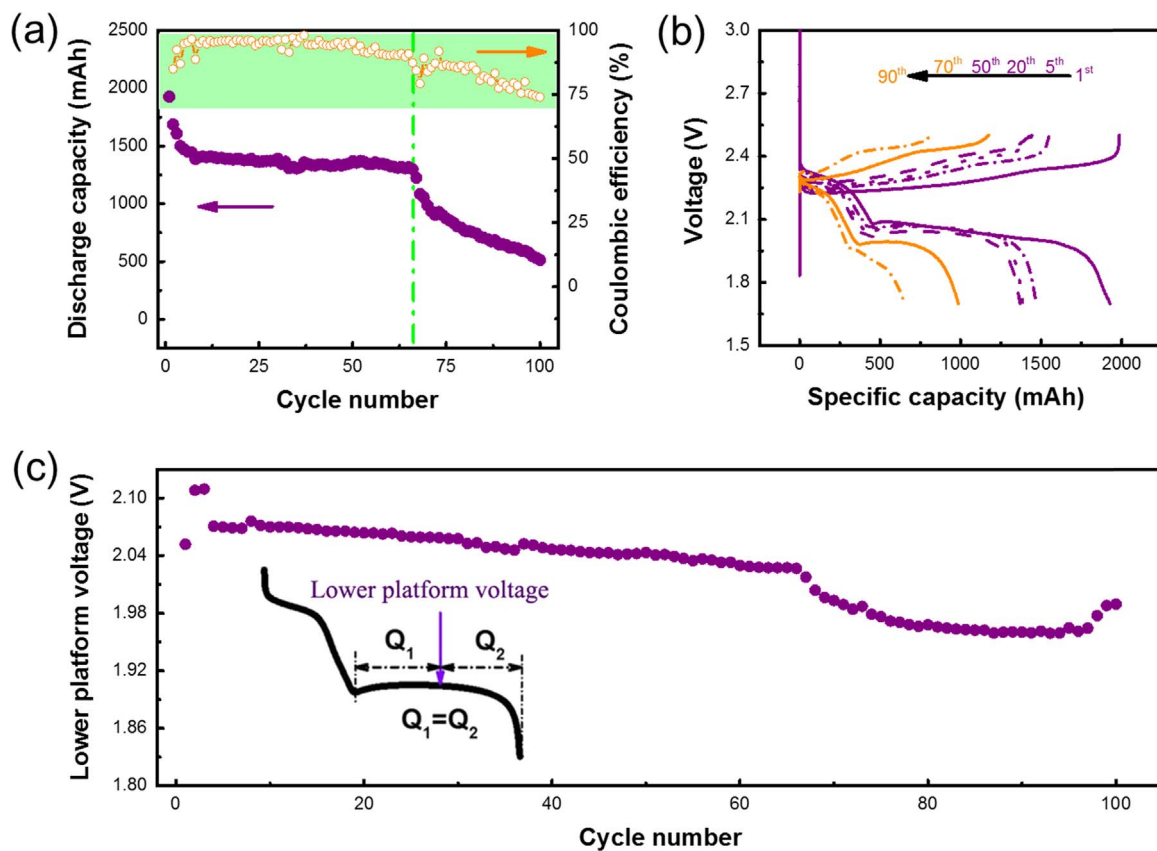 (a)
2500
2000
1500
1000
500
0
Discharge capacity (mAh)
100
75
50
25
0
Coulombic efficiency (%)
0 25 50 75 100
Cycle number
(b)
3.0
2.7
2.4
2.1
1.8
1.5
Voltage (V)
90th 70th 50th 20th 5th 1st
0 500 1000 1500 2000
Specific capacity (mAh)
(c)
2.10
2.04
1.98
1.92
1.86
1.80
Lower platform voltage (V)
Lower platform voltage
Q1 Q2
Q1=Q2
0 20 40 60 80 100
Cycle number